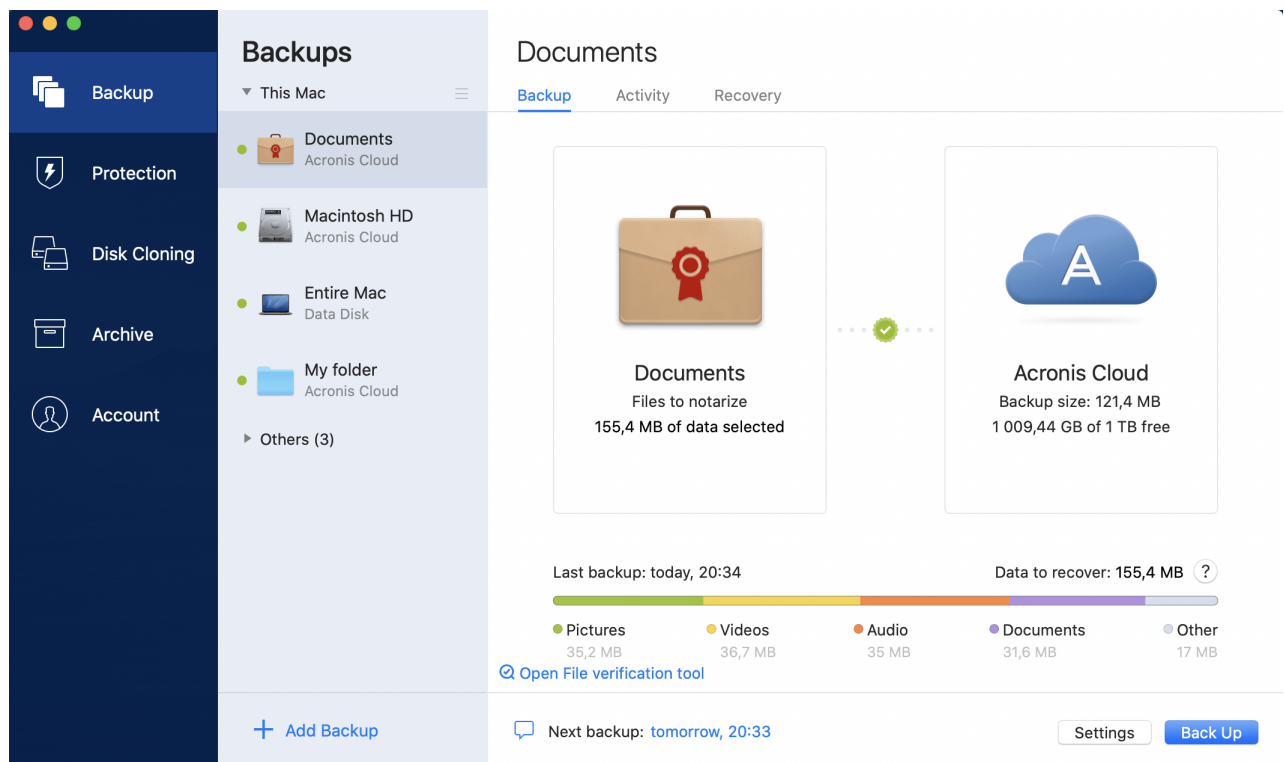 Backup
Protection
Disk Cloning
Archive
Account
Backups
This Mac
Documents
Acronis Cloud
Macintosh HD
Acronis Cloud
Entire Mac
Data Disk
My folder
Acronis Cloud
Others (3)
Add Backup
Documents
Backup Activity Recovery
Documents
Files to notarize
155,4 MB of data selected
A
Acronis Cloud
Backup size: 121,4 MB
1 009,44 GB of 1 TB free
Last backup: today, 20:34
Data to recover: 155,4 MB ?
Pictures Videos Audio Documents Other
35,2 MB 36,7 MB 35 MB 31,6 MB 17 MB
Open File verification tool
Next backup: tomorrow, 20:33
Settings Back Up